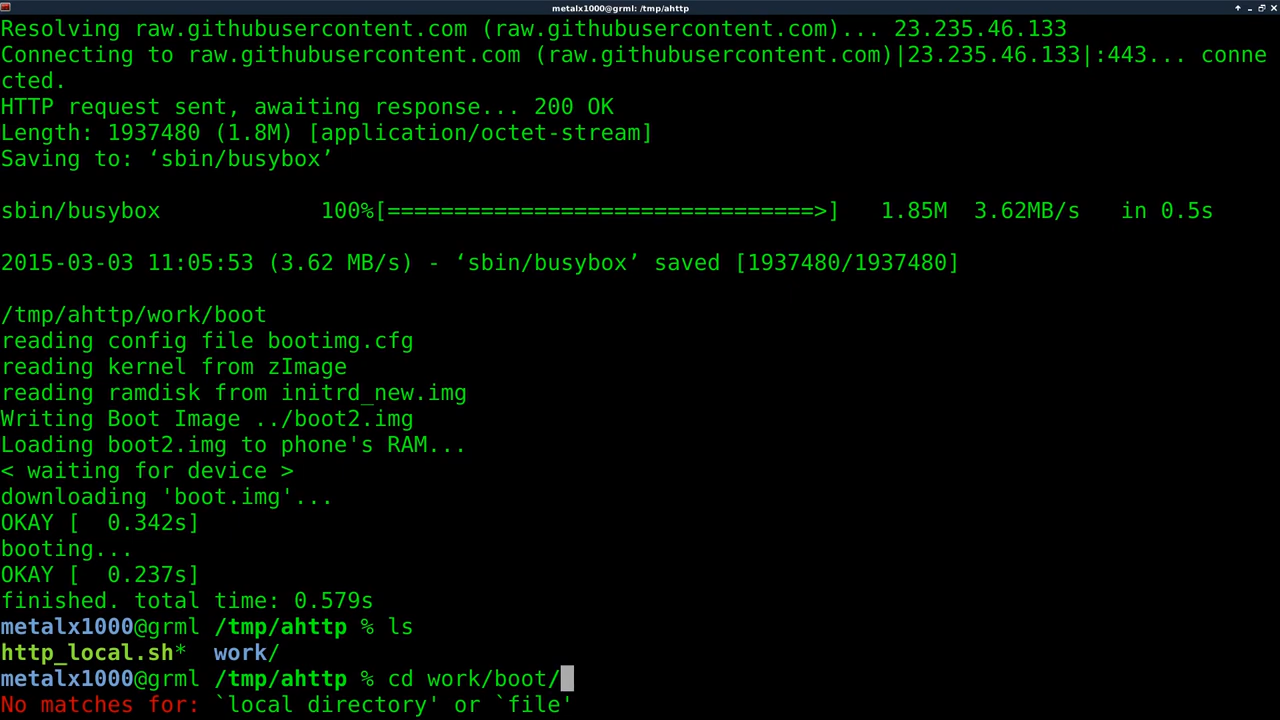 metalx1000@grml: /tmp/ahttp
Resolving raw.githubusercontent.com (raw.githubusercontent.com)... 23.235.46.133
Connecting to raw.githubusercontent.com (raw.githubusercontent.com)|23.235.46.133|:443... conne
cted.
HTTP request sent, awaiting response... 200 OK
Length: 1937480 (1.8M) [application/octet-stream]
Saving to: ‘sbin/busybox’
sbin/busybox            100%[================================>]   1.85M  3.62MB/s   in 0.5s
2015-03-03 11:05:53 (3.62 MB/s) - ‘sbin/busybox’ saved [1937480/1937480]
/tmp/ahttp/work/boot
reading config file bootimg.cfg
reading kernel from zImage
reading ramdisk from initrd_new.img
Writing Boot Image ../boot2.img
Loading boot2.img to phone's RAM...
< waiting for device >
downloading 'boot.img'...
OKAY [  0.342s]
booting...
OKAY [  0.237s]
finished. total time: 0.579s
metalx1000@grml /tmp/ahttp % ls
http_local.sh*  work/
metalx1000@grml /tmp/ahttp % cd work/boot/
No matches for: `local directory' or `file'